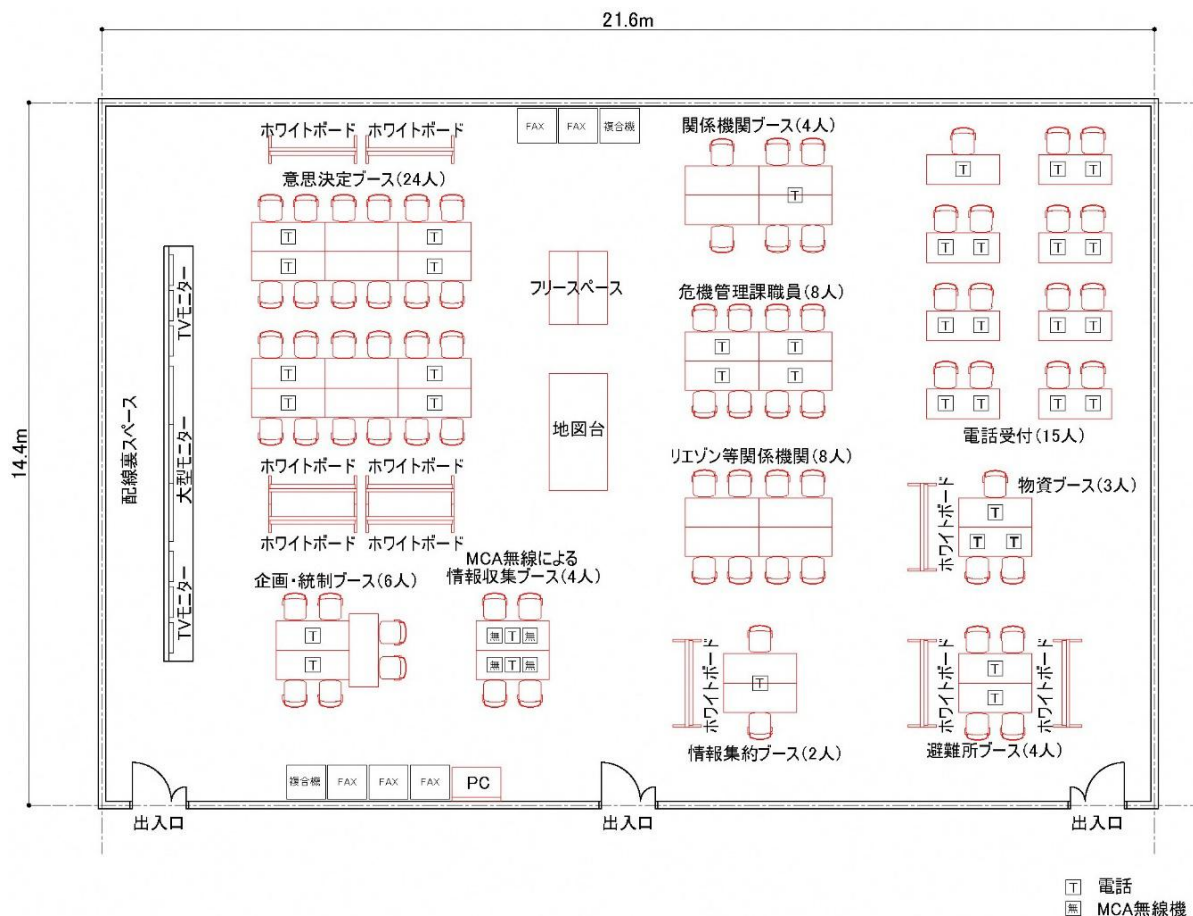 21.6m
14.4m
ホワイトボード ホワイトボード
意思決定ブース(24人)
T T
T T
T T
T T
ホワイトボード ホワイトボード
ホワイトボード ホワイトボード
TVモニター
大型モニター
TVモニター
配線裏スペース
企画・統制ブース(6人)
T
T
MCA無線による
情報収集ブース(4人)
無 T 無
無 T 無
FAX FAX 複合機
フリースペース
地図台
関係機関ブース(4人)
T
危機管理課職員(8人)
T T
T T
リエゾン等関係機関(8人)
ホワイトボード
T
情報集約ブース(2人)
T T T
T T T T
T T T T
T T T T
電話受付(15人)
ホワイトボード
物資ブース(3人)
T
T T
ホワイトボード
T
T
ホワイトボード
避難所ブース(4人)
複合機 FAX FAX FAX PC
出入口
出入口
出入口
T 電話
無 MCA無線機